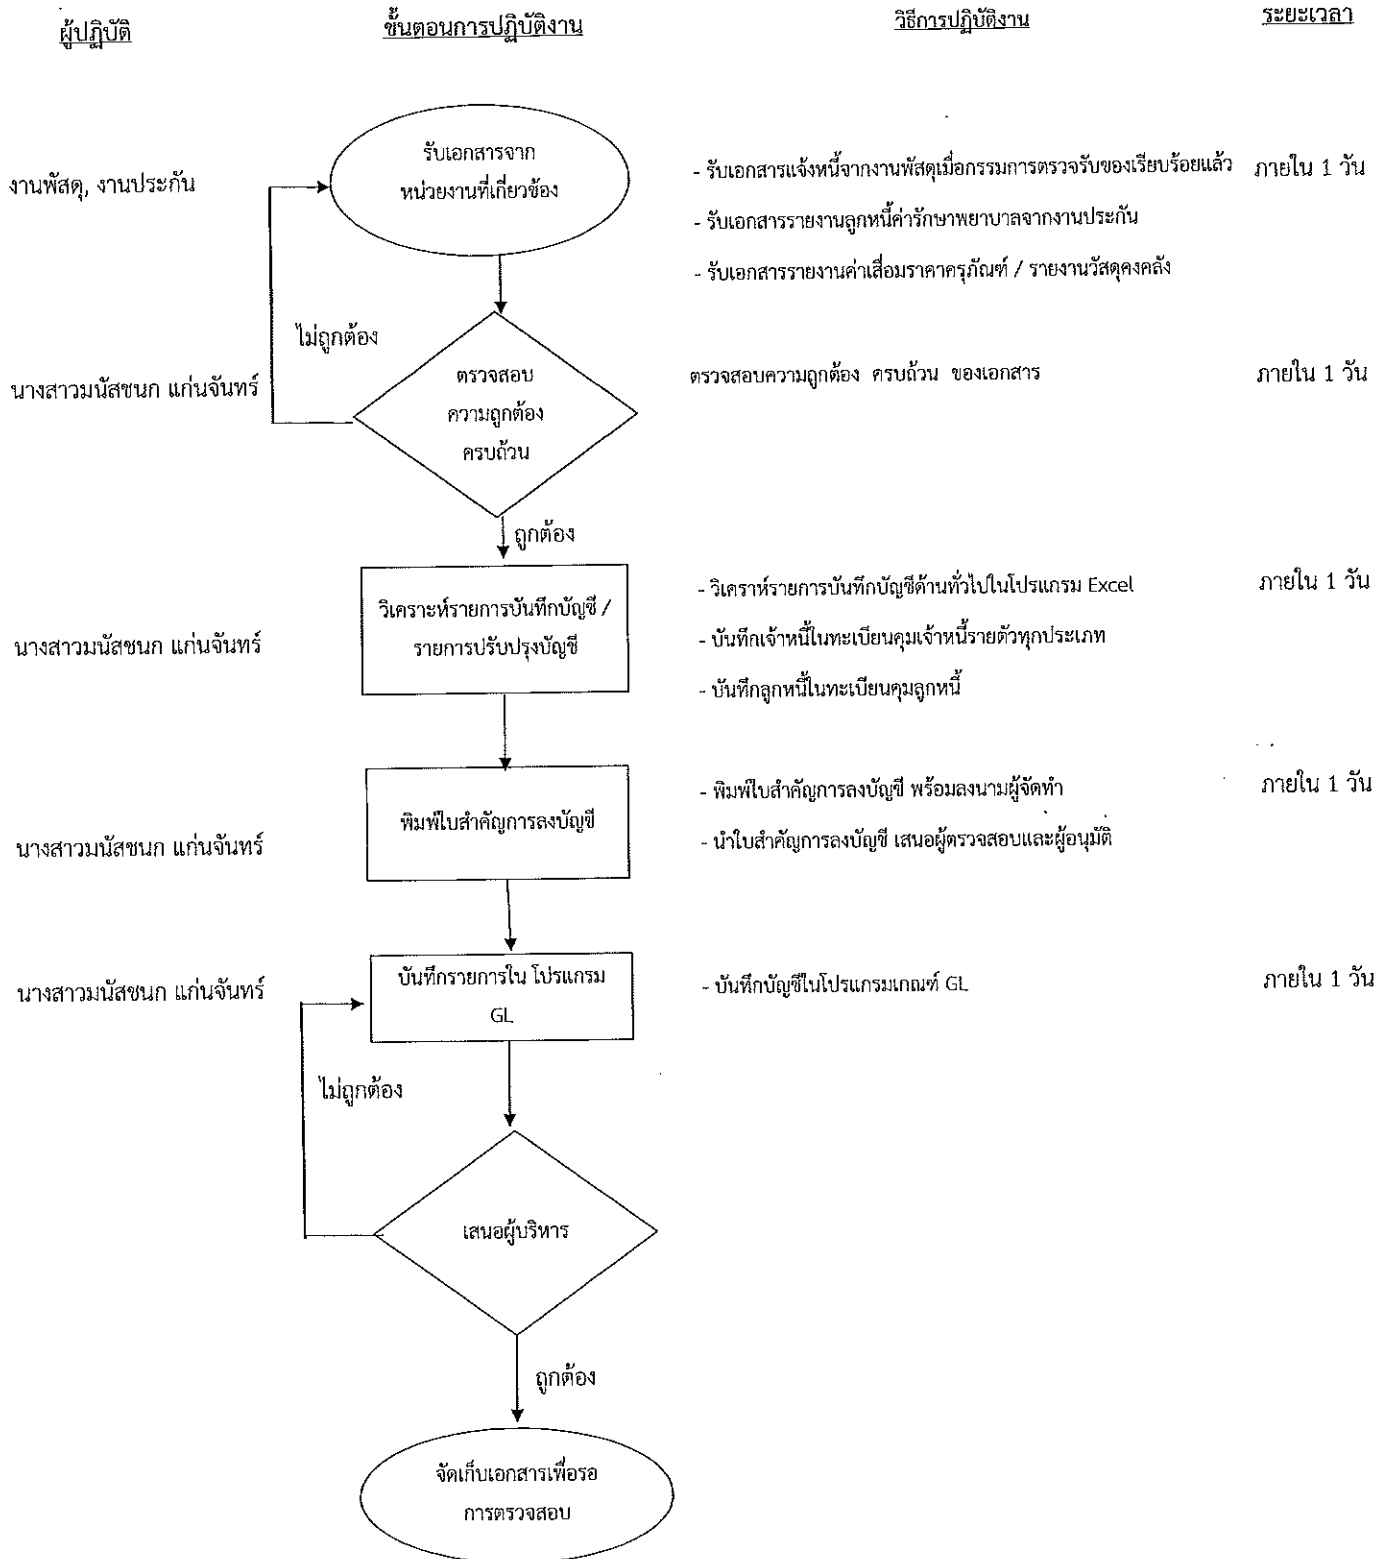 ผู้ปฏิบัติ ขั้นตอนการปฏิบัติงาน วิธีการปฏิบัติงาน ระยะเวลา
รับเอกสารจาก
หน่วยงานที่เกี่ยวข้อง
งานพัสดุ, งานประกัน
- รับเอกสารแจ้งหนี้จากงานพัสดุเมื่อกรรมการตรวจรับของเรียบร้อยแล้ว ภายใน 1 วัน
- รับเอกสารรายงานลูกหนี้ค่ารักษาพยาบาลจากงานประกัน
- รับเอกสารรายงานค่าเสื่อมราคาครุภัณฑ์ / รายงานวัสดุคงคลัง
ไม่ถูกต้อง
นางสาวมนัสชนก แก่นจันทร์
ตรวจสอบ
ความถูกต้อง
ครบถ้วน
ตรวจสอบความถูกต้อง ครบถ้วน ของเอกสาร ภายใน 1 วัน
ถูกต้อง
วิเคราะห์รายการบันทึกบัญชี /
รายการปรับปรุงบัญชี
นางสาวมนัสชนก แก่นจันทร์
- วิเคราห์รายการบันทึกบัญชีด้านทั่วไปในโปรแกรม Excel ภายใน 1 วัน
- บันทึกเจ้าหนี้ในทะเบียนคุมเจ้าหนี้รายตัวทุกประเภท
- บันทึกลูกหนี้ในทะเบียนคุมลูกหนี้
พิมพ์ใบสำคัญการลงบัญชี
นางสาวมนัสชนก แก่นจันทร์
- พิมพ์ใบสำคัญการลงบัญชี พร้อมลงนามผู้จัดทำ ภายใน 1 วัน
- นำใบสำคัญการลงบัญชี เสนอผู้ตรวจสอบและผู้อนุมัติ
นางสาวมนัสชนก แก่นจันทร์
บันทึกรายการใน โปรแกรม
GL
- บันทึกบัญชีในโปรแกรมเกณฑ์ GL ภายใน 1 วัน
ไม่ถูกต้อง
เสนอผู้บริหาร
ถูกต้อง
จัดเก็บเอกสารเพื่อรอ
การตรวจสอบ